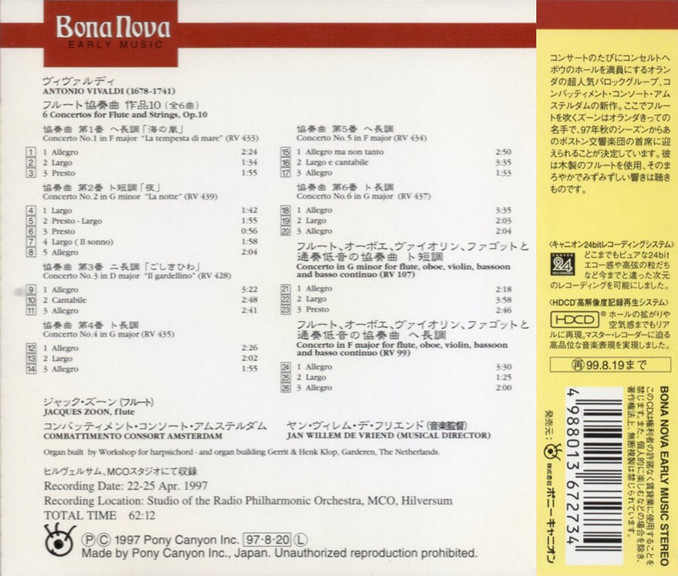 Bona Nova
EARLY MUSIC
ヴィヴァルディ
ANTONIO VIVALDI (1678-1741)
フルート協奏曲 作品10 (全6曲)
6 Concertos for Flute and Strings, Op.10
協奏曲 第1番 ヘ長調「海の嵐」
Concerto No.1 in F major "La tempesta di mare" (RV 433)
1 1 Allegro 2:24
2 2 Largo 1:34
3 3 Presto 1:55
協奏曲 第2番 ト短調「夜」
Concerto No.2 in G minor "La notte" (RV 439)
4 1 Largo 1:42
5 2 Presto - Largo 1:55
6 3 Presto 0:56
7 4 Largo ( Il sonno) 1:58
8 5 Allegro 2:04
協奏曲 第3番 ニ長調「ごしきひわ」
Concerto No.3 in D major "Il gardellino" (RV 428)
9 1 Allegro 3:22
10 2 Cantabile 2:48
11 3 Allegro 2:41
協奏曲 第4番 ト長調
Concerto No.4 in G major (RV 435)
12 1 Allegro 2:26
13 2 Largo 2:02
14 3 Allegro 1:55
協奏曲 第5番 ヘ長調
Concerto No.5 in F major (RV 434)
15 1 Allegro ma non tanto 2:50
16 2 Largo e cantabile 3:35
17 3 Allegro 1:33
協奏曲 第6番 ト長調
Concerto No.6 in G major (RV 437)
18 1 Allegro 3:35
19 2 Largo 2:03
20 3 Allegro 2:04
フルート、オーボエ、ヴァイオリン、ファゴットと
通奏低音の協奏曲 ト短調
Concerto in G minor for flute, oboe, violin, bassoon
and basso continuo (RV 107)
21 1 Allegro 2:18
22 2 Largo 3:58
23 3 Presto 2:46
フルート、オーボエ、ヴァイオリン、ファゴットと
通奏低音の協奏曲 ヘ長調
Concerto in F major for flute, oboe, violin, bassoon
and basso continuo (RV 99)
24 1 Allegro 3:30
25 2 Largo 1:25
26 3 Allegro 2:00
ジャック・ズーン (フルート)
JACQUES ZOON, flute
コンバッティメント・コンソート・アムステルダム
COMBATTIMENTO CONSORT AMSTERDAM
ヤン・ヴィレム・デ・フリエンド (音楽監督)
JAN WILLEM DE VRIEND (MUSICAL DIRECTOR)
Organ built by Workshop for harpsichord - and organ building Gerrit & Henk Klop, Garderen, The Netherlands.
ヒルヴェルサム、MCOスタジオにて収録
Recording Date: 22-25 Apr. 1997
Recording Location: Studio of the Radio Philharmonic Orchestra, MCO, Hilversum
TOTAL TIME 62:12
Ⓟ© 1997 Pony Canyon Inc. 97・8・20 Ⓛ
Made by Pony Canyon Inc., Japan. Unauthorized reproduction prohibited.
コンサートのたびにコンセルトヘ
ボウのホールを満員にするオラン
ダの超人気バロックグループ、コ
ンバッティメント・コンソート・アムス
テルダムの新作。ここでフルート
を吹くズーンはオランダきっての
名手で、97年秋のシーズンからあ
のボストン交響楽団の首席に迎
えられることが決定しています。彼
は木製のフルートを使用、そのま
ろやかでみずみずしい響きは聴き
ものです。
〈キャニオン24bitレコーディングシステム〉
CANYON 24
どこまでもピュアな24bit
エコー感や高弦の粒だち
など今までと違った次元
のレコーディングを可能にしました。
〈HDCD高解像度記録再生システム〉
HDCD®
ホールの拡がりや
空気感までもリア
ルに再現。マスター・レコーダーに迫る
高品位な音楽表現を実現しました。
再 99.8.19まで
BONA NOVA EARLY MUSIC STEREO
このCDは権利者の許諾なく賃貸業に使用することを
禁じます。また、個人的に楽しむなどの場合を除き、
著作権法上、無断複製は禁じられています。
4 988013 672734
発売元:
株式会社 ポニーキャニオン